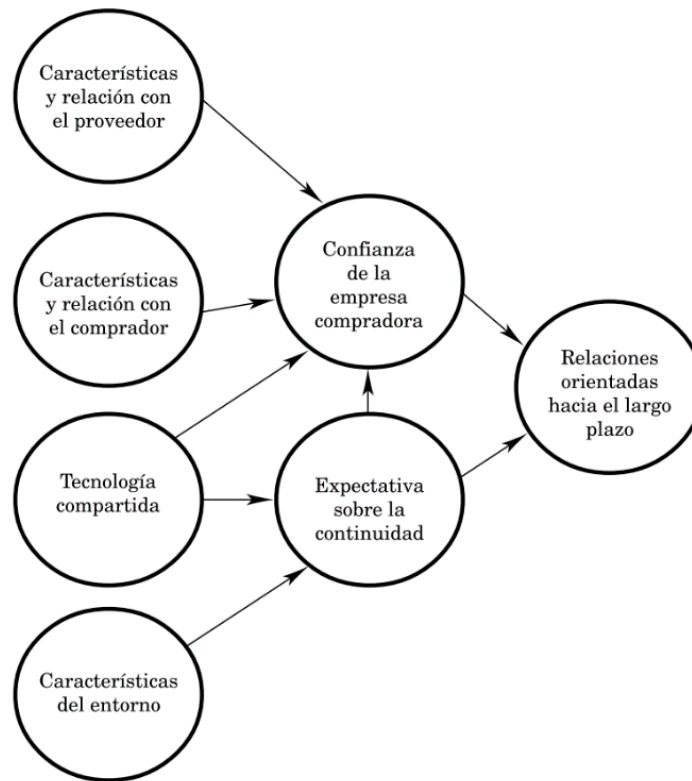 Características
y relación con
el proveedor
Características
y relación con
el comprador
Confianza
de la
empresa
compradora
Relaciones
orientadas
hacia el largo
plazo
Tecnología
compartida
Expectativa
sobre la
continuidad
Características
del entorno